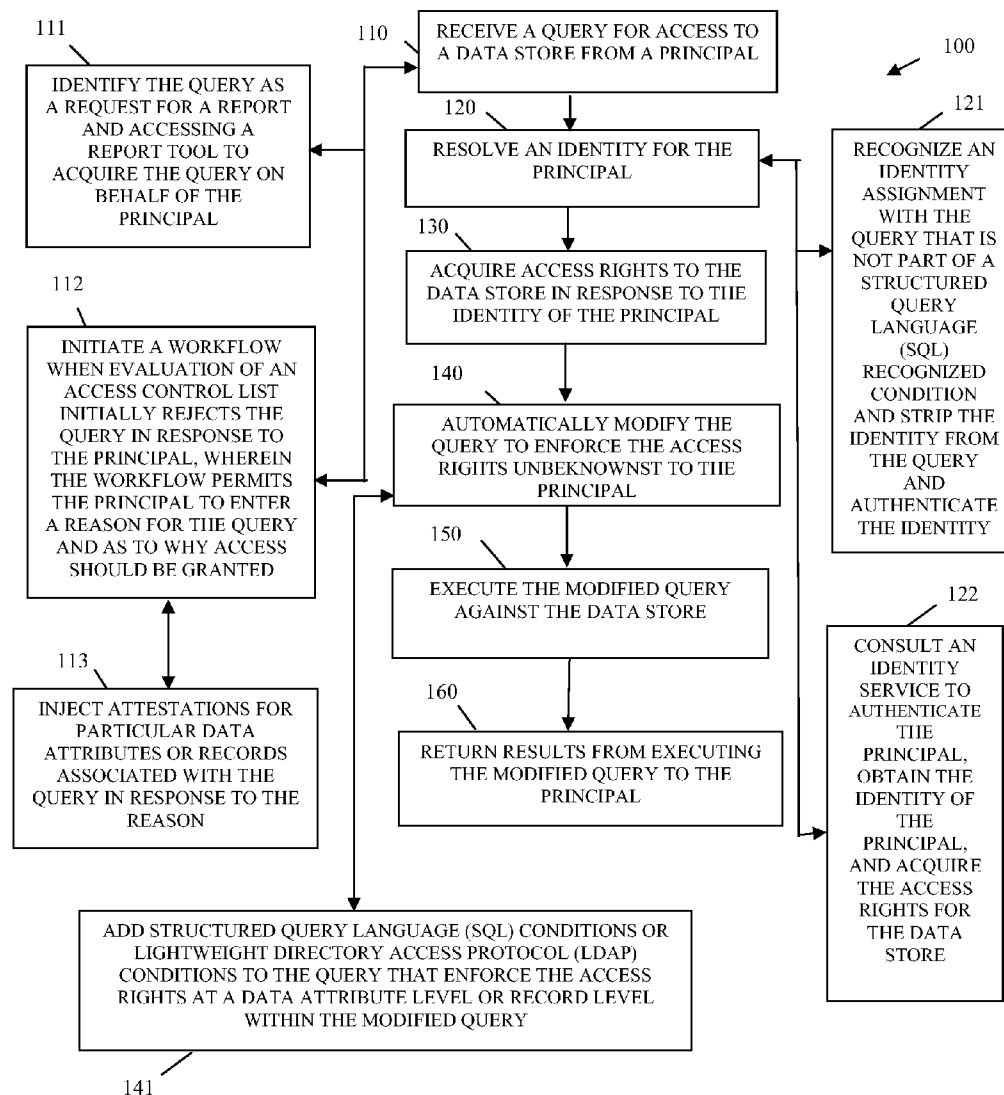 110
RECEIVE A QUERY FOR ACCESS TO
A DATA STORE FROM A PRINCIPAL
100
111
IDENTIFY THE QUERY AS
A REQUEST FOR A REPORT
AND ACCESSING A
REPORT TOOL TO
ACQUIRE THE QUERY ON
BEHALF OF THE
PRINCIPAL
120
RESOLVE AN IDENTITY FOR THE
PRINCIPAL
121
RECOGNIZE AN
IDENTITY
ASSIGNMENT
WITH THE
QUERY THAT IS
NOT PART OF A
STRUCTURED
QUERY
LANGUAGE
(SQL)
RECOGNIZED
CONDITION
AND STRIP THE
IDENTITY FROM
THE QUERY
AND
AUTHENTICATE
THE IDENTITY
130
ACQUIRE ACCESS RIGHTS TO THE
DATA STORE IN RESPONSE TO THE
IDENTITY OF THE PRINCIPAL
112
INITIATE A WORKFLOW
WHEN EVALUATION OF AN
ACCESS CONTROL LIST
INITIALLY REJECTS THE
QUERY IN RESPONSE TO
THE PRINCIPAL, WHEREIN
THE WORKFLOW PERMITS
THE PRINCIPAL TO ENTER
A REASON FOR THE QUERY
AND AS TO WHY ACCESS
SHOULD BE GRANTED
140
AUTOMATICALLY MODIFY THE
QUERY TO ENFORCE THE ACCESS
RIGHTS UNBEKNOWNST TO THE
PRINCIPAL
150
EXECUTE THE MODIFIED QUERY
AGAINST THE DATA STORE
122
CONSULT AN
IDENTITY
SERVICE TO
AUTHENTICATE
THE
PRINCIPAL,
OBTAIN THE
IDENTITY OF
THE
PRINCIPAL,
AND ACQUIRE
THE ACCESS
RIGHTS FOR
THE DATA
STORE
113
INJECT ATTESTATIONS FOR
PARTICULAR DATA
ATTRIBUTES OR RECORDS
ASSOCIATED WITH THE
QUERY IN RESPONSE TO THE
REASON
160
RETURN RESULTS FROM EXECUTING
THE MODIFIED QUERY TO THE
PRINCIPAL
ADD STRUCTURED QUERY LANGUAGE (SQL) CONDITIONS OR
LIGHTWEIGHT DIRECTORY ACCESS PROTOCOL (LDAP)
CONDITIONS TO THE QUERY THAT ENFORCE THE ACCESS
RIGHTS AT A DATA ATTRIBUTE LEVEL OR RECORD LEVEL
WITHIN THE MODIFIED QUERY
141